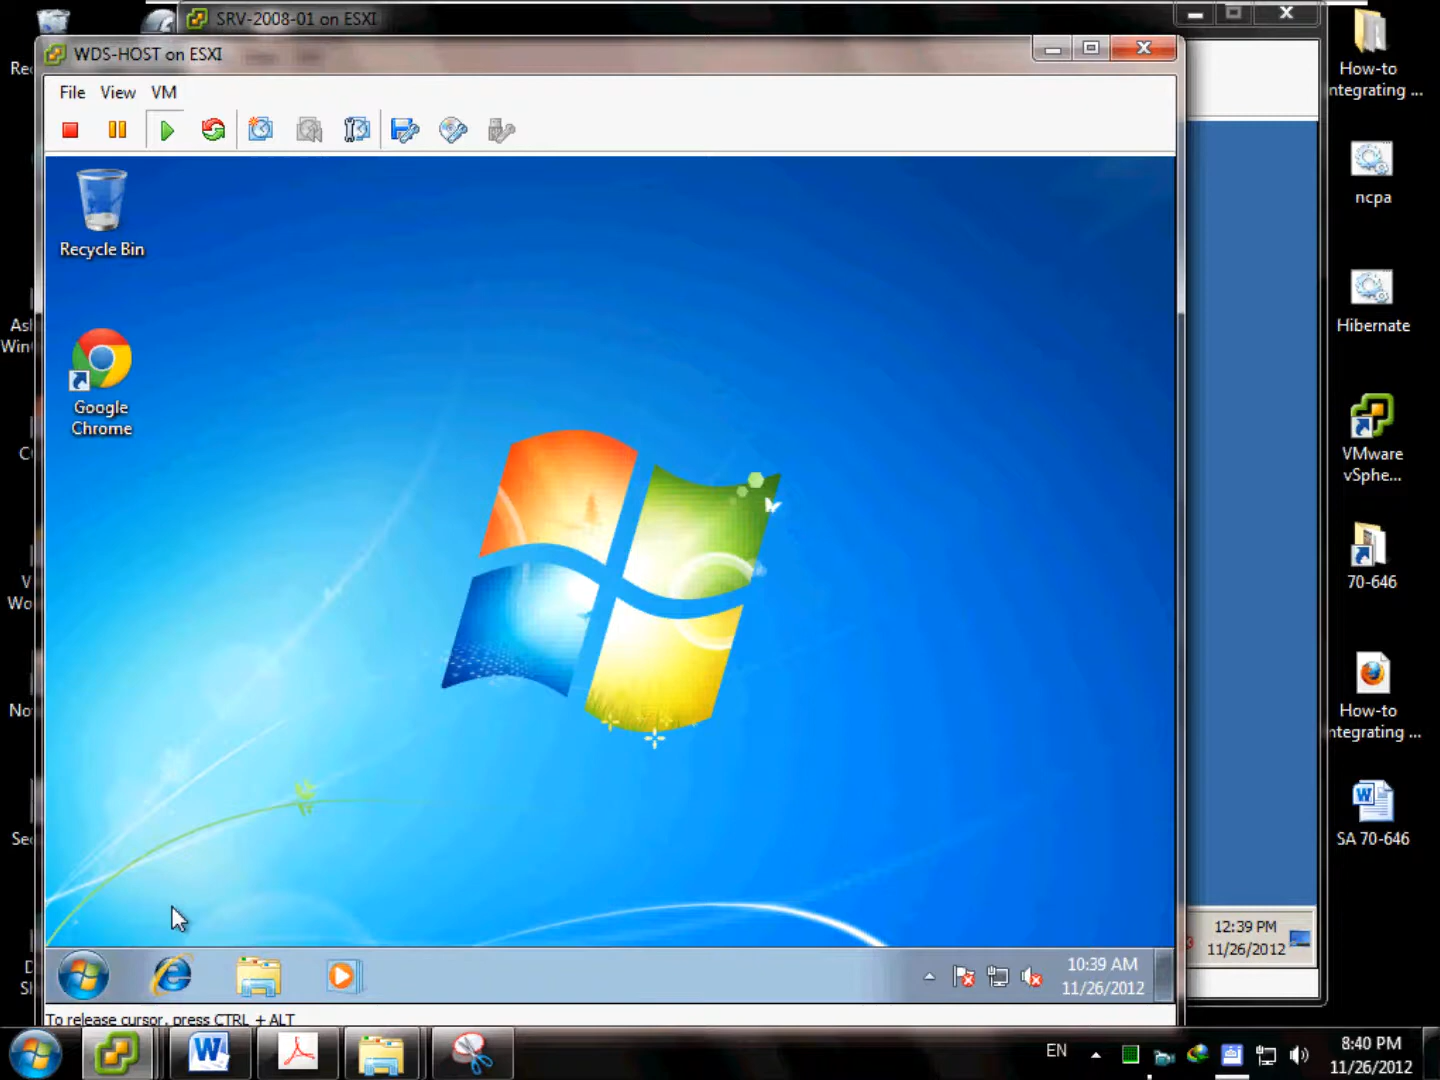 SRV-2008-01 on ESXI
WDS-HOST on ESXI
File View VM
Recycle Bin
Google
Chrome
10:39 AM
11/26/2012
To release cursor, press CTRL + ALT
12:39 PM
11/26/2012
How-to
ntegrating ...
ncpa
Hibernate
VMware
vSphe...
70-646
How-to
ntegrating ...
SA 70-646
EN
8:40 PM
11/26/2012